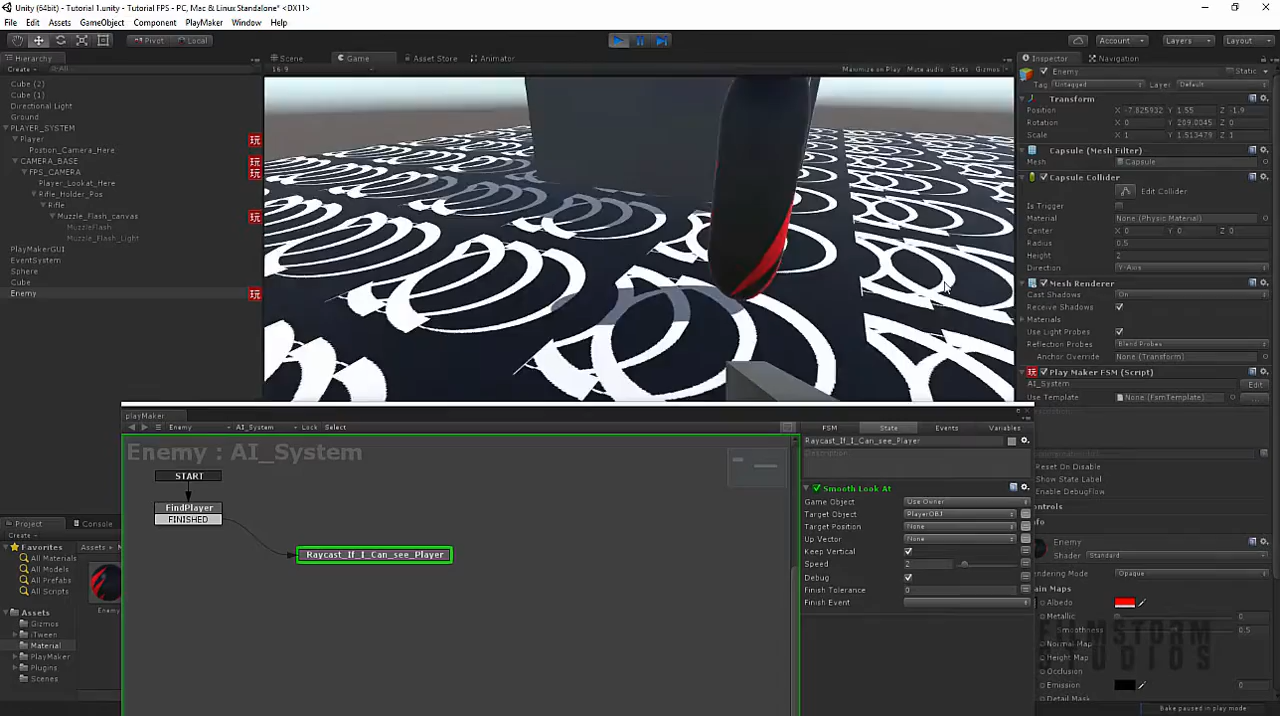 Unity (64bit) - Tutorial 1.unity - Tutorial FPS - PC, Mac & Linux Standalone* <DX11>
File Edit Assets GameObject Component PlayMaker Window Help
Pivot Local Account Layers Layout
Hierarchy
Create
Cube (2)
Cube (1)
Directional Light
Ground
PLAYER_SYSTEM
Player
Postion_Camera_Here
CAMERA_BASE
FPS_CAMERA
Player_Lookat_Here
Rifle_Holder_Pos
Rifle
Muzzle_Flash_canvas
MuzzleFlash
Muzzle_Flash_Light
PlayMakerGUI
EventSystem
Sphere
Cube
Enemy
Scene Game Asset Store Animator
16:9 Maximize on Play Mute audio Stats Gizmos
Inspector Navigation
Enemy Static
Tag Untagged Layer Default
Transform
Position X -7.825932 Y 1.55 Z -1.9
Rotation X 0 Y 289.8045 Z 0
Scale X 1 Y 1.513479 Z 1
Capsule (Mesh Filter)
Mesh Capsule
Capsule Collider
Edit Collider
Is Trigger
Material None (Physic Material)
Center X 0 Y 0 Z 0
Radius 0.5
Height 2
Direction Y-Axis
Mesh Renderer
Cast Shadows On
Receive Shadows
Materials
Use Light Probes
Reflection Probes Blend Probes
Anchor Override None (Transform)
Play Maker FSM (Script)
AI_System Edit
Use Template None (FsmTemplate)
Reset On Disable
Show State Label
Enable DebugFlow
Controls
Enemy
Shader Standard
Rendering Mode Opaque
Main Maps
Albedo
Metallic 0
Smoothness 0.5
Normal Map
Height Map
Occlusion
Emission 0
Detail Mask
Bake paused in play mode
playMaker
Enemy AI_System Lock Select
Enemy : AI_System
START
FindPlayer
FINISHED
Raycast_If_I_Can_see_Player
FSM State Events Variables
Raycast_If_I_Can_see_Player
Description
Smooth Look At
Game Object Use Owner
Target Object PlayerOBJ
Target Position None
Up Vector None
Keep Vertical
Speed 2
Debug
Finish Tolerance 0
Finish Event
Project Console
Create
Favorites
All Materials
All Models
All Prefabs
All Scripts
Assets
Gizmos
iTween
Material
PlayMaker
Plugins
Scenes
Assets
Enemy
FILMSTORM
STUDIOS